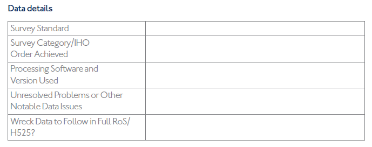 Data details
Survey Standard
Survey Category/IHO
Order Achieved
Processing Software and
Version Used
Unresolved Problems or Other
Notable Data Issues
Wreck Data to Follow in Full RoS/
H525?